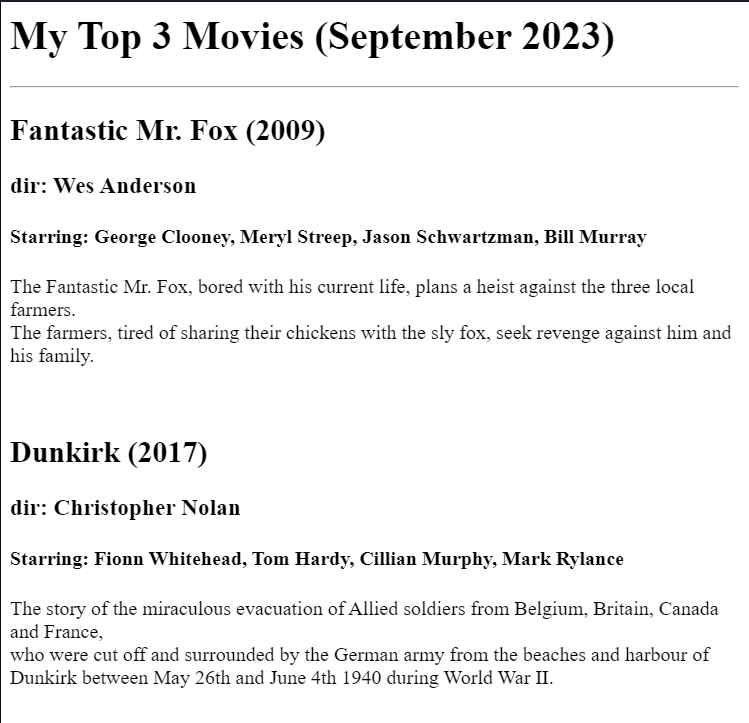 My Top 3 Movies (September 2023)
Fantastic Mr. Fox (2009)
dir: Wes Anderson
Starring: George Clooney, Meryl Streep, Jason Schwartzman, Bill Murray
The Fantastic Mr. Fox, bored with his current life, plans a heist against the three local
farmers.
The farmers, tired of sharing their chickens with the sly fox, seek revenge against him and
his family.
Dunkirk (2017)
dir: Christopher Nolan
Starring: Fionn Whitehead, Tom Hardy, Cillian Murphy, Mark Rylance
The story of the miraculous evacuation of Allied soldiers from Belgium, Britain, Canada
and France,
who were cut off and surrounded by the German army from the beaches and harbour of
Dunkirk between May 26th and June 4th 1940 during World War II.